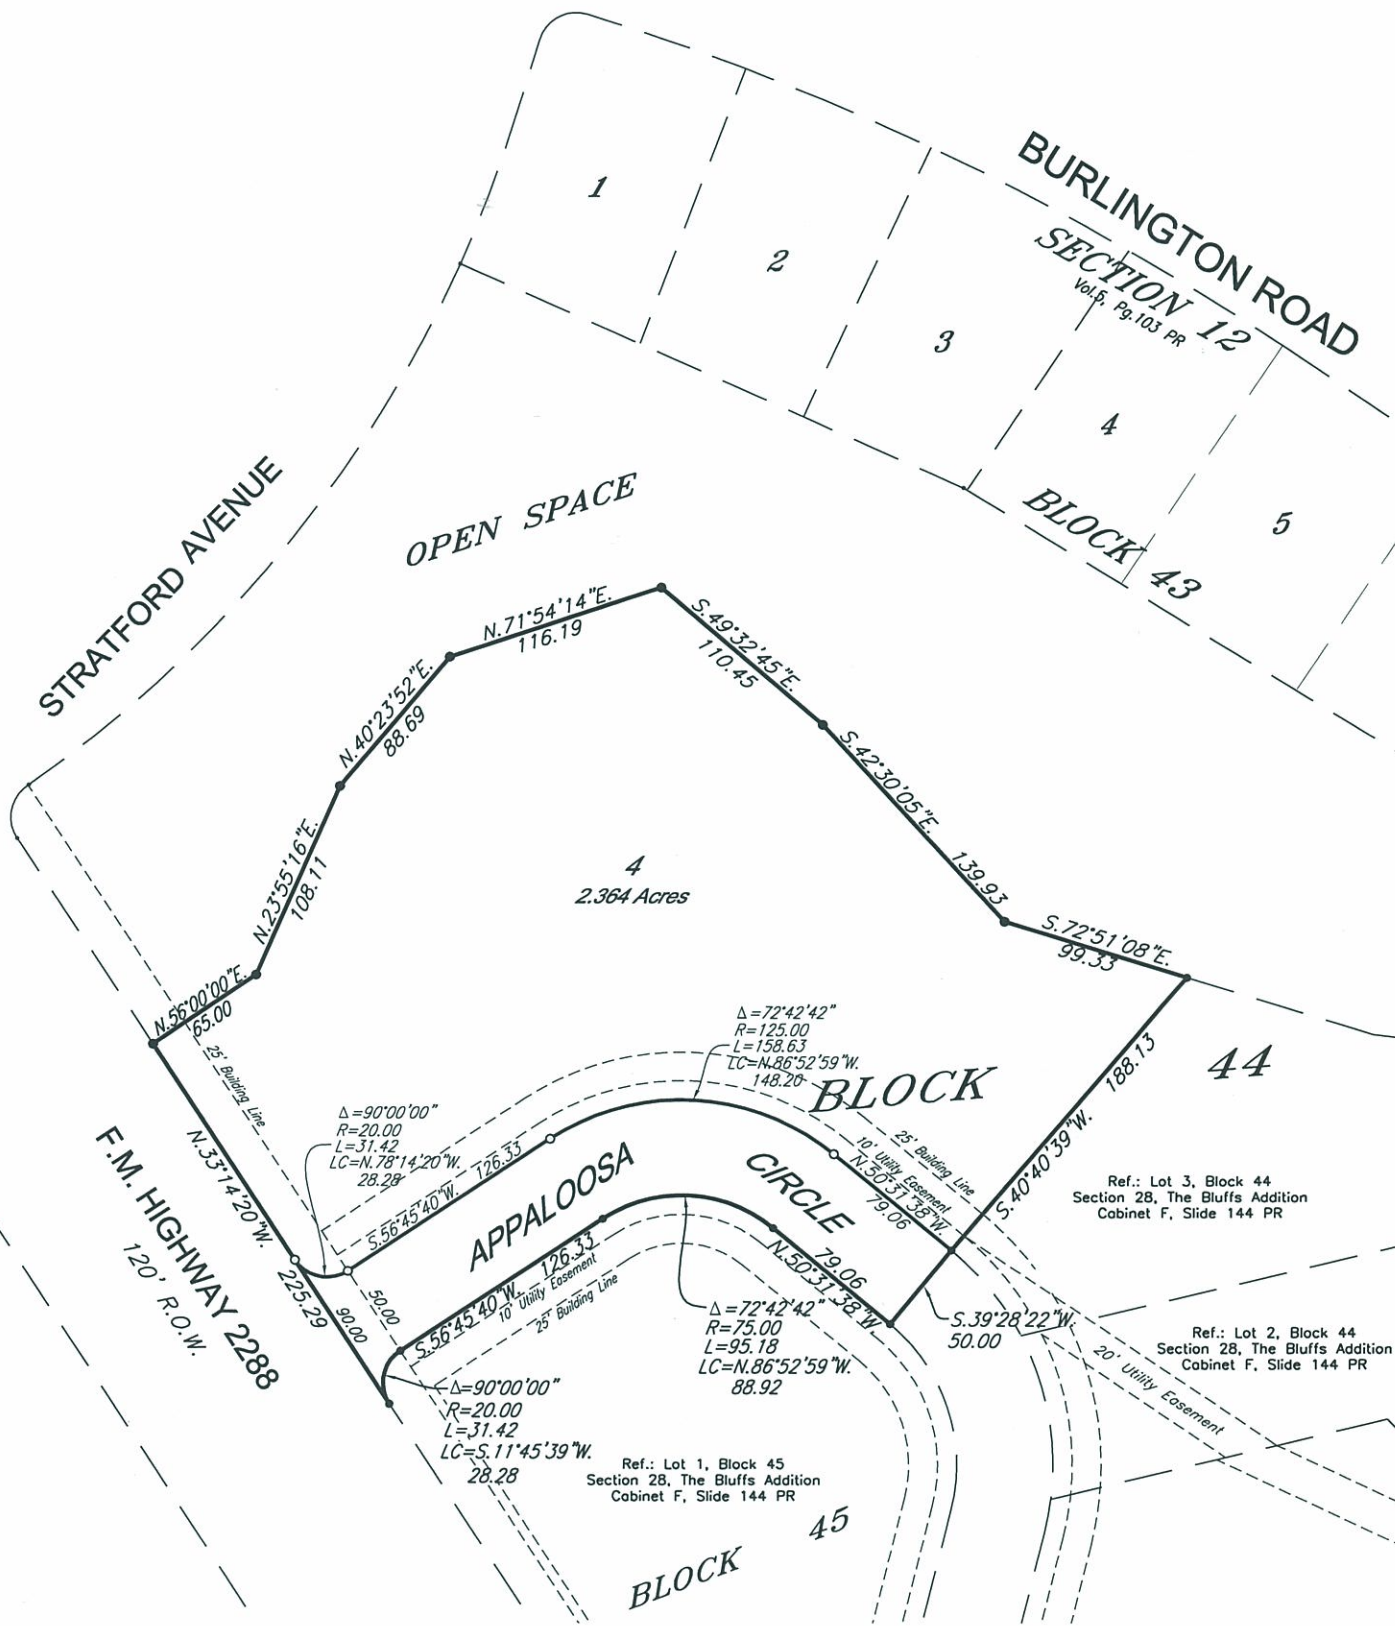 BURLINGTON ROAD
SECTION 12
Vol.5, Pg.103 PR
1
2
3
4
5
BLOCK 43
STRATFORD AVENUE
OPEN SPACE
N.71°54'14"E.
116.19
S.49°32'45"E.
110.45
N.40°23'52"E.
88.69
S.42°30'05"E.
139.93
N.23°55'16"E.
108.11
4
2.364 Acres
S.72°51'08"E.
99.33
N.56°00'00"E.
65.00
25' Building Line
Δ=72°42'42"
R=125.00
L=158.63
LC=N.86°52'59"W.
148.20
BLOCK 44
188.13
S.40°40'39"W.
Δ=90°00'00"
R=20.00
L=31.42
LC=N.78°14'20"W.
28.28
N.33°14'20"W.
225.29
F.M. HIGHWAY 2288
120' R.O.W.
S.56°45'40"W. 126.33
APPALOOSA CIRCLE
10' Utility Easement
25' Building Line
N.50°31'38"W.
79.06
Ref.: Lot 3, Block 44
Section 28, The Bluffs Addition
Cabinet F, Slide 144 PR
50.00
90.00
S.56°45'40"W. 126.33
10' Utility Easement
25' Building Line
79.06
N.50°31'38"W.
Δ=72°42'42"
R=75.00
L=95.18
LC=N.86°52'59"W.
88.92
S.39°28'22"W.
50.00
Ref.: Lot 2, Block 44
Section 28, The Bluffs Addition
Cabinet F, Slide 144 PR
20' Utility Easement
Δ=90°00'00"
R=20.00
L=31.42
LC=S.11°45'39"W.
28.28
Ref.: Lot 1, Block 45
Section 28, The Bluffs Addition
Cabinet F, Slide 144 PR
BLOCK 45